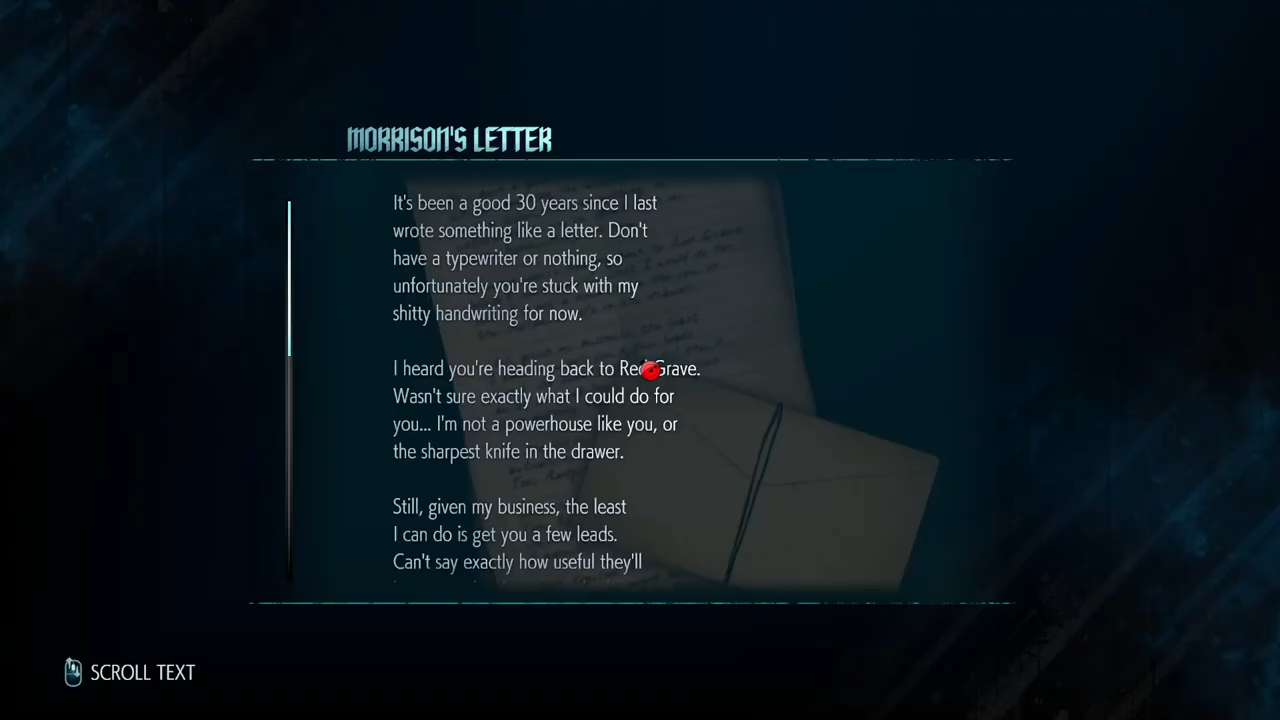 MORRISON'S LETTER
It's been a good 30 years since I last
wrote something like a letter. Don't
have a typewriter or nothing, so
unfortunately you're stuck with my
shitty handwriting for now.
I heard you're heading back to Red Grave.
Wasn't sure exactly what I could do for
you... I'm not a powerhouse like you, or
the sharpest knife in the drawer.
Still, given my business, the least
I can do is get you a few leads.
Can't say exactly how useful they'll
SCROLL TEXT